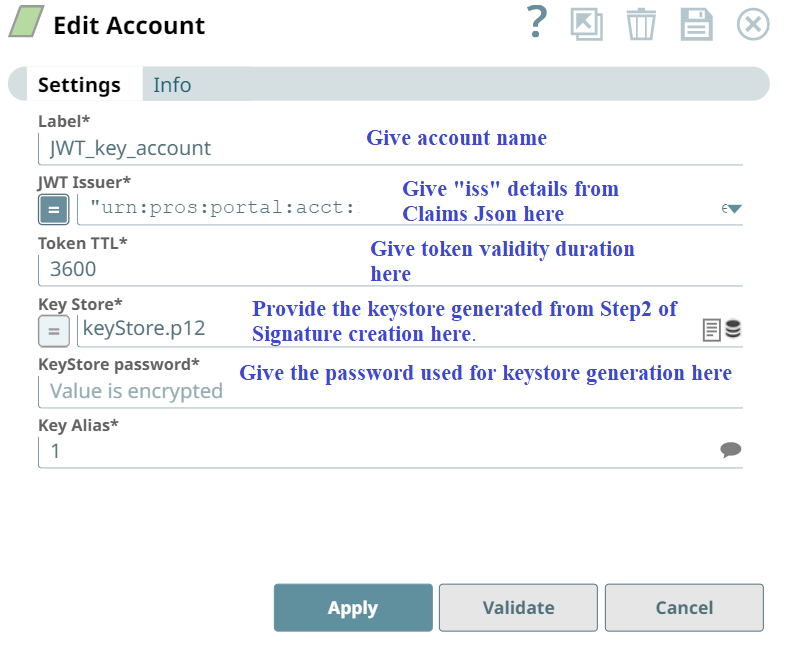 Edit Account
?
Settings Info
Label*
JWT_key_account
Give account name
JWT Issuer*
= "urn:pros:portal:acct:
Give "iss" details from
Claims Json here
Token TTL*
3600
Give token validity duration
here
Key Store*
= keyStore.p12
Provide the keystore generated from Step2 of
Signature creation here.
KeyStore password*
Value is encrypted
Give the password used for keystore generation here
Key Alias*
1
Apply Validate Cancel